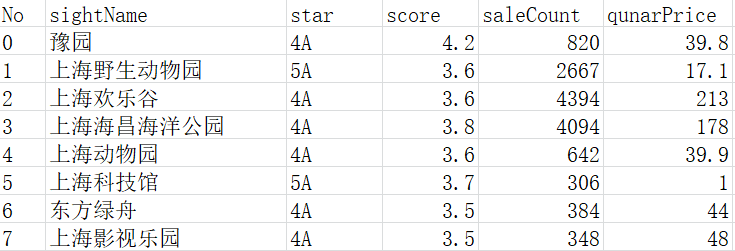 No sightName star score saleCount qunarPrice
0 豫园 4A 4.2 820 39.8
1 上海野生动物园 5A 3.6 2667 17.1
2 上海欢乐谷 4A 3.6 4394 213
3 上海海昌海洋公园 4A 3.8 4094 178
4 上海动物园 4A 3.6 642 39.9
5 上海科技馆 5A 3.7 306 1
6 东方绿舟 4A 3.5 384 44
7 上海影视乐园 4A 3.5 348 48